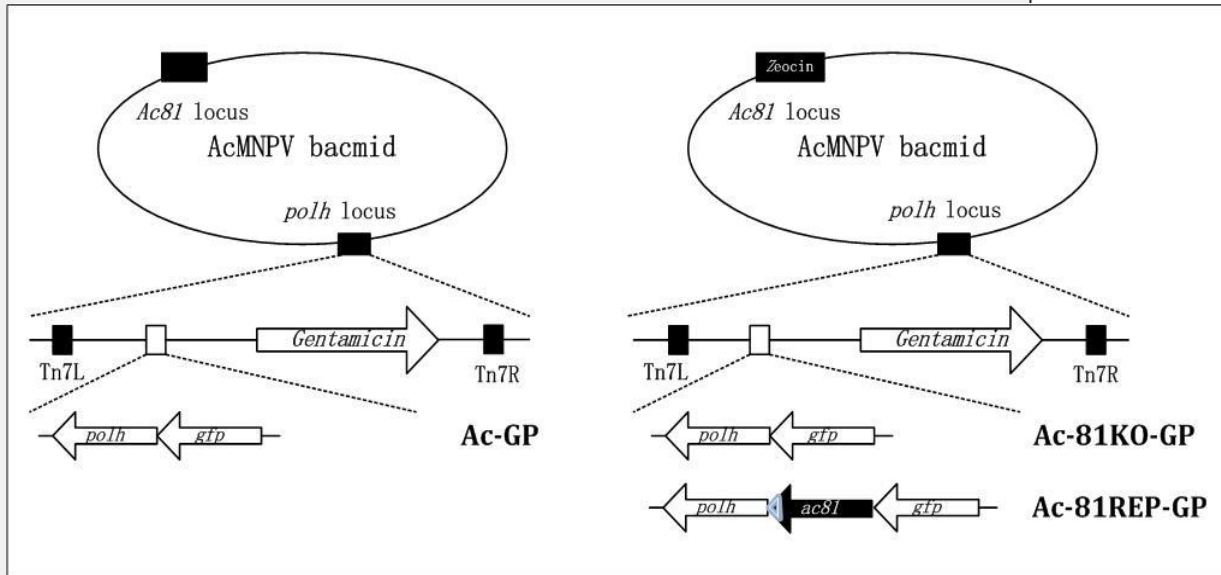 Ac81 locus
AcMNPV bacmid
polh locus
Gentamicin
Tn7L
Tn7R
polh
gfp
Ac-GP
Zeocin
Ac81 locus
AcMNPV bacmid
polh locus
Gentamicin
Tn7L
Tn7R
polh
gfp
Ac-81KO-GP
polh
ac81
gfp
Ac-81REP-GP